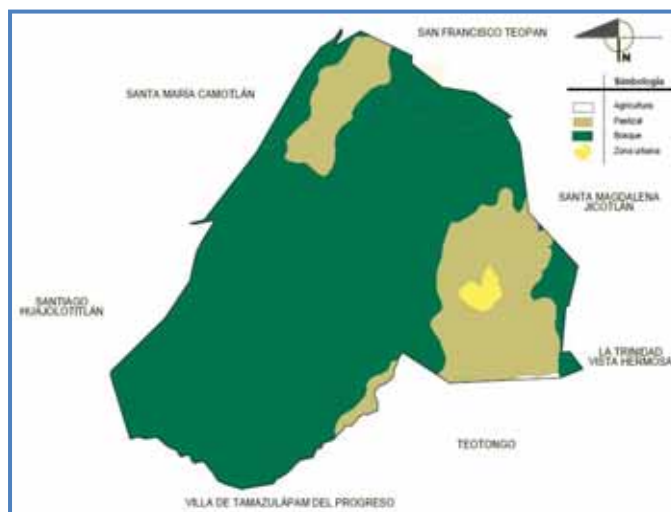 SAN FRANCISCO TEOPAN
N
SANTA MARÍA CAMOTLÁN
Simbología
Agricultura
Pastizal
Bosque
Zona urbana
SANTA MAGDALENA
JICOTLÁN
SANTIAGO
HUAJOLOTITLÁN
LA TRINIDAD
VISTA HERMOSA
TEOTONGO
VILLA DE TAMAZULÁPAM DEL PROGRESO